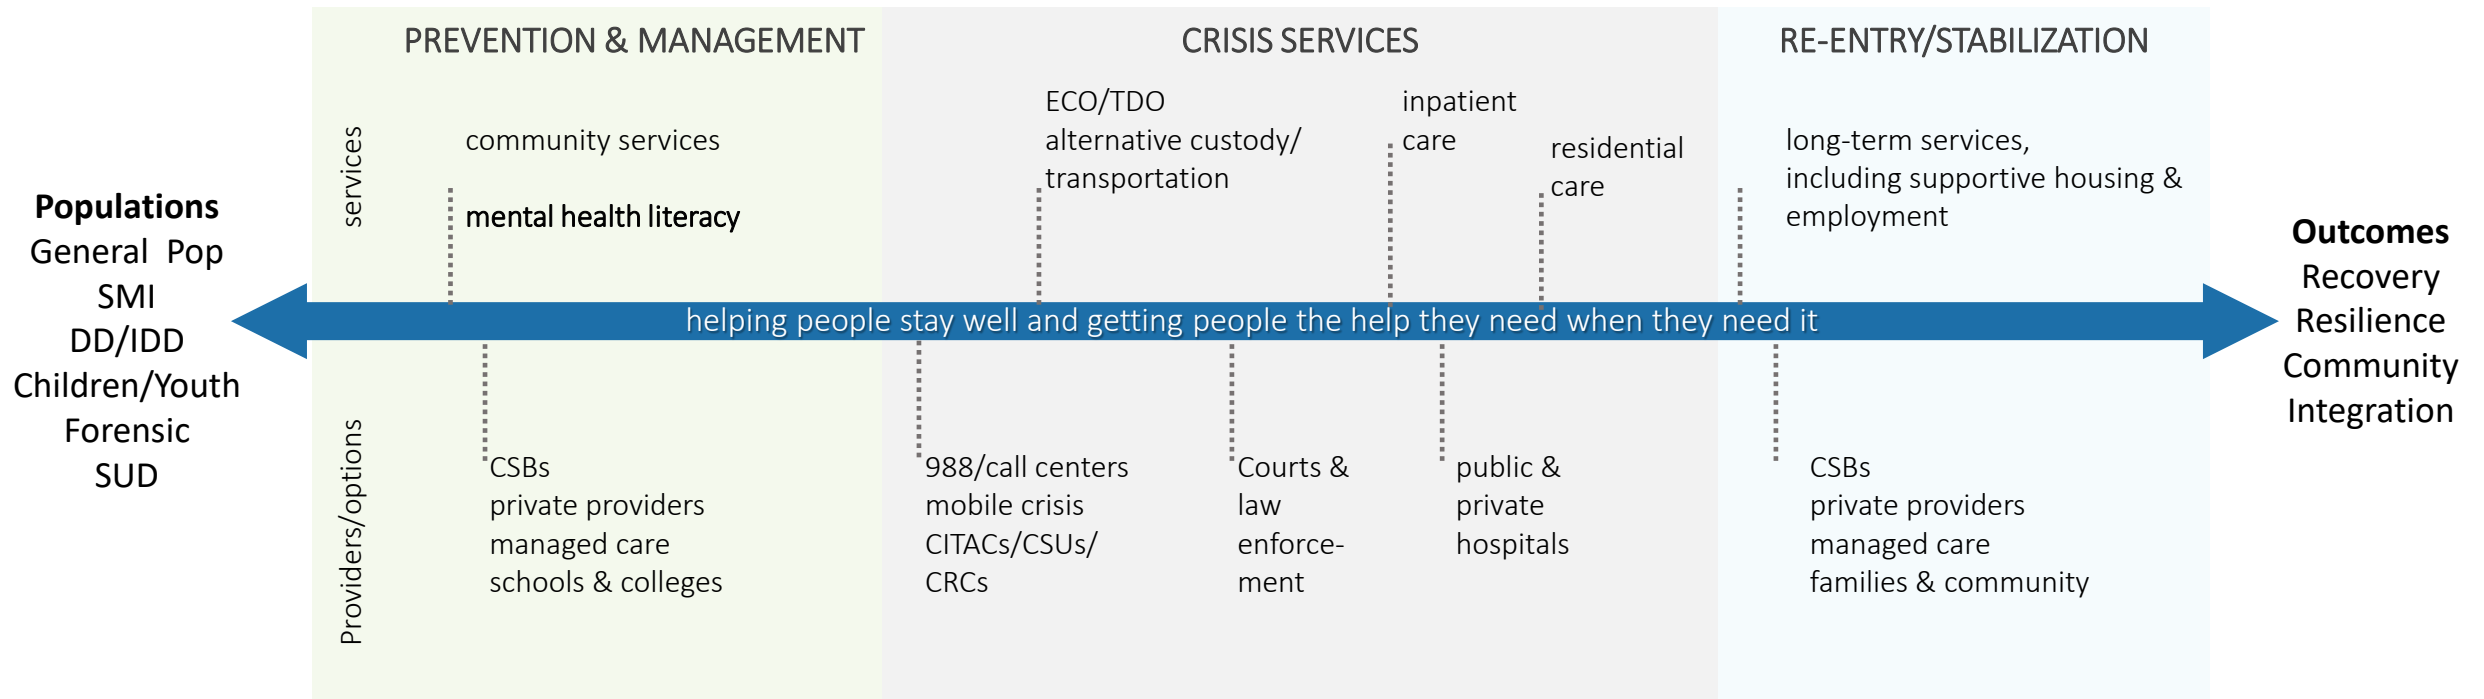 PREVENTION & MANAGEMENT
CRISIS SERVICES
RE-ENTRY/STABILIZATION
services
community services
mental health literacy
ECO/TDO
alternative custody/
transportation
inpatient
care
residential
care
long-term services,
including supportive housing &
employment
Populations
General Pop
SMI
DD/IDD
Children/Youth
Forensic
SUD
helping people stay well and getting people the help they need when they need it
Outcomes
Recovery
Resilience
Community
Integration
Providers/options
CSBs
private providers
managed care
schools & colleges
988/call centers
mobile crisis
CITACs/CSUs/
CRCs
Courts &
law
enforce-
ment
public &
private
hospitals
CSBs
private providers
managed care
families & community